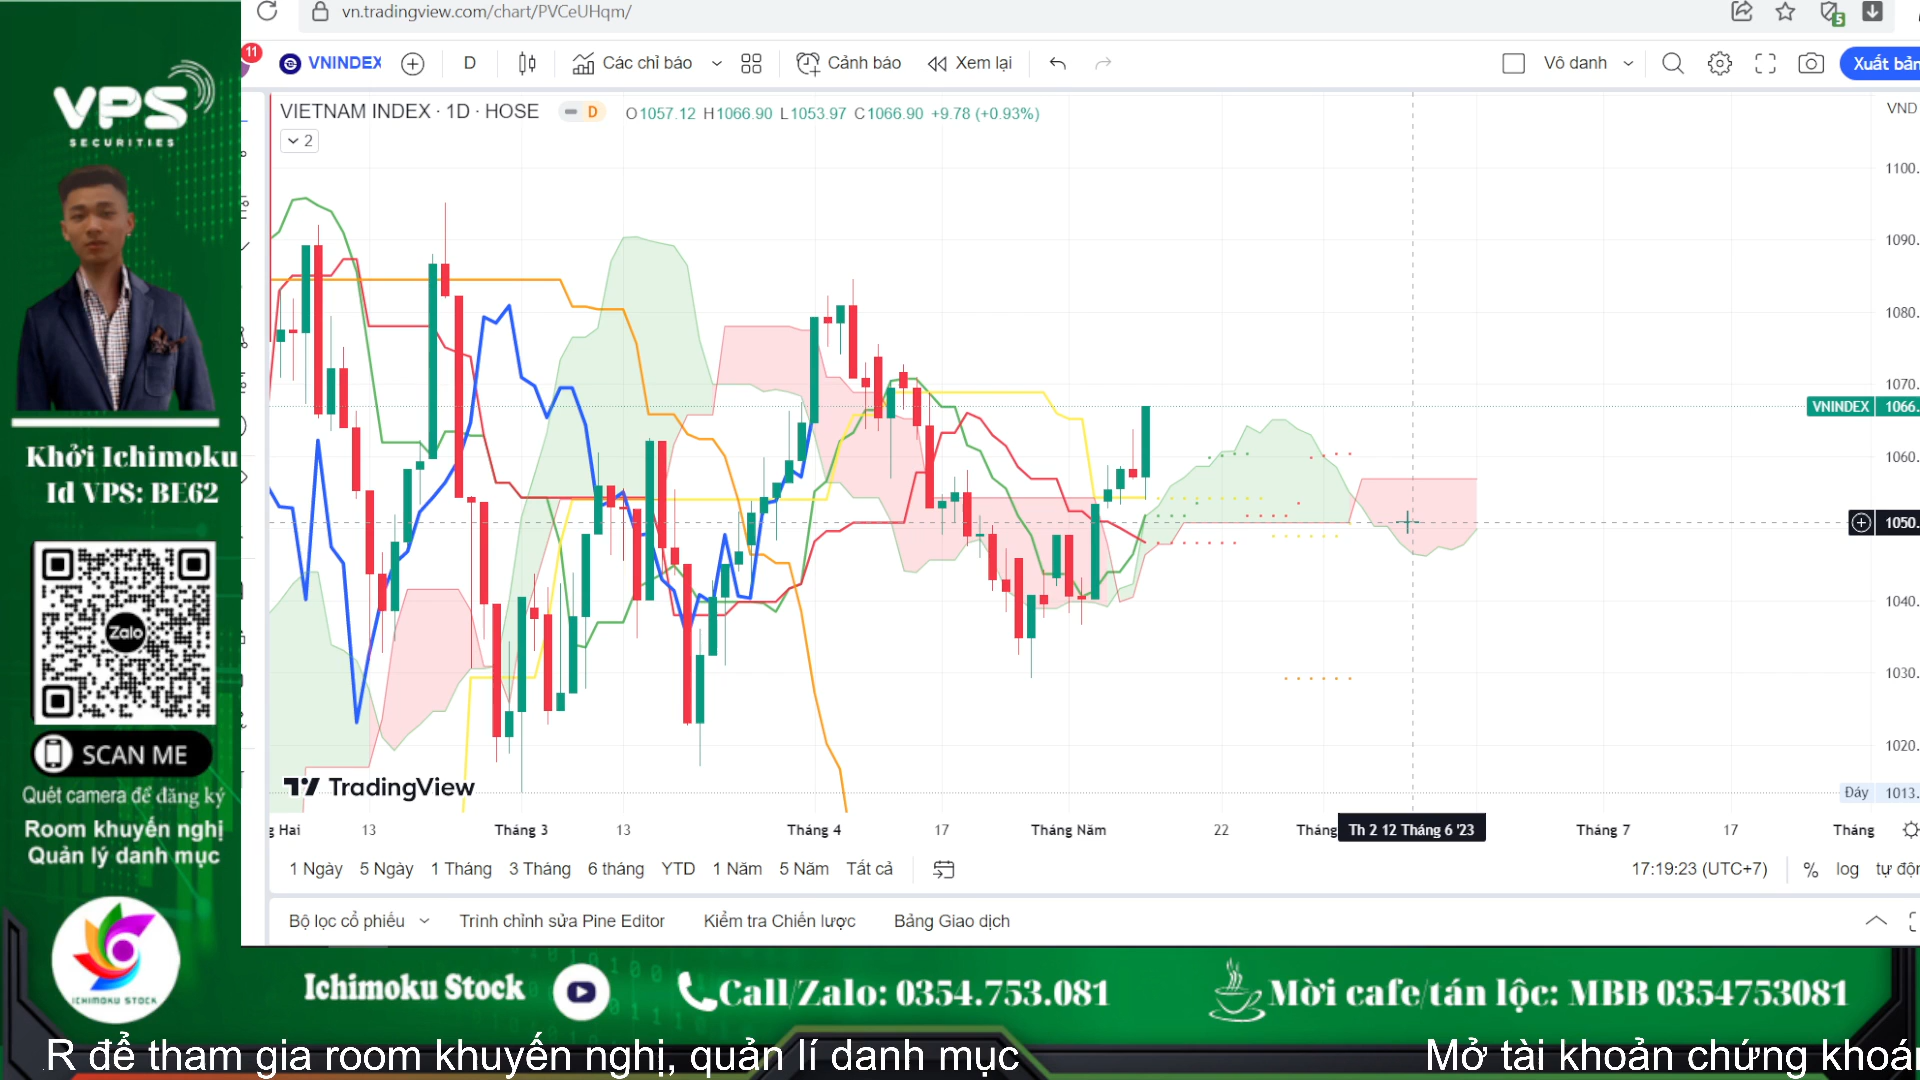 vn.tradingview.com/chart/PVCeUHqm/
5
11
VNINDEX
D
Các chỉ báo
Cảnh báo
Xem lại
Vô danh
Xuất bản
VIETNAM INDEX · 1D · HOSE
D
O1057.12 H1066.90 L1053.97 C1066.90 +9.78 (+0.93%)
2
VND
1100.
1090.
1080.
1070.
VNINDEX 1066.
1060.
1050.
1040.
1030.
1020.
Đáy 1013.
TradingView
g Hai
13
Tháng 3
13
Tháng 4
17
Tháng Năm
22
Tháng
Th 2 12 Tháng 6 '23
Tháng 7
17
Tháng
1 Ngày 5 Ngày 1 Tháng 3 Tháng 6 tháng YTD 1 Năm 5 Năm Tất cả
17:19:23 (UTC+7)
%
log
tự độn
Bộ lọc cổ phiếu
Trình chỉnh sửa Pine Editor
Kiểm tra Chiến lược
Bảng Giao dịch
VPS
SECURITIES
Khởi Ichimoku
Id VPS: BE62
Zalo
SCAN ME
Quét camera để đăng ký
Room khuyến nghị
Quản lý danh mục
ICHIMOKU STOCK
Ichimoku Stock
Call/Zalo: 0354.753.081
Mời cafe/tán lộc: MBB 0354753081
R để tham gia room khuyến nghị, quản lí danh mục
Mở tài khoản chứng khoán